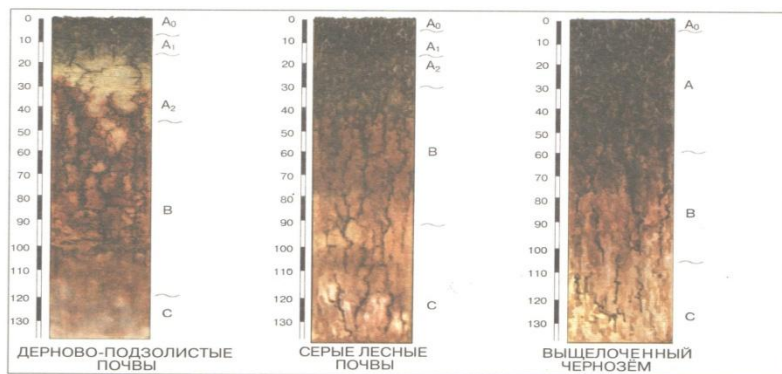 0
10
20
30
40
50
60
70
80
90
100
110
120
130
A₀
A₁
A₂
B
C
ДЕРНОВО-ПОДЗОЛИСТЫЕ
ПОЧВЫ
0
10
20
30
40
50
60
70
80
90
100
110
120
130
A₀
A₁
A₂
B
C
СЕРЫЕ ЛЕСНЫЕ
ПОЧВЫ
0
10
20
30
40
50
60
70
80
90
100
110
120
130
A₀
A
B
C
ВЫЩЕЛОЧЕННЫЙ
ЧЕРНОЗЁМ